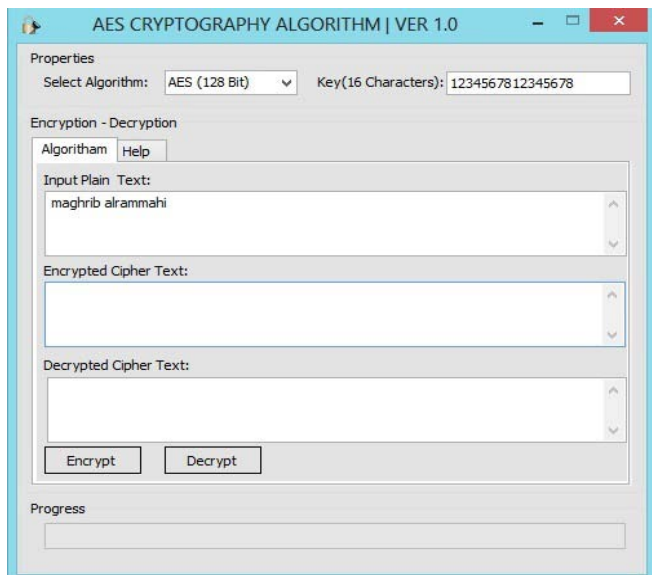 AES CRYPTOGRAPHY ALGORITHM | VER 1.0
Properties
Select Algorithm: AES (128 Bit) Key(16 Characters): 1234567812345678
Encryption - Decryption
Algoritham Help
Input Plain Text:
maghrib alrammahi
Encrypted Cipher Text:
Decrypted Cipher Text:
Encrypt Decrypt
Progress